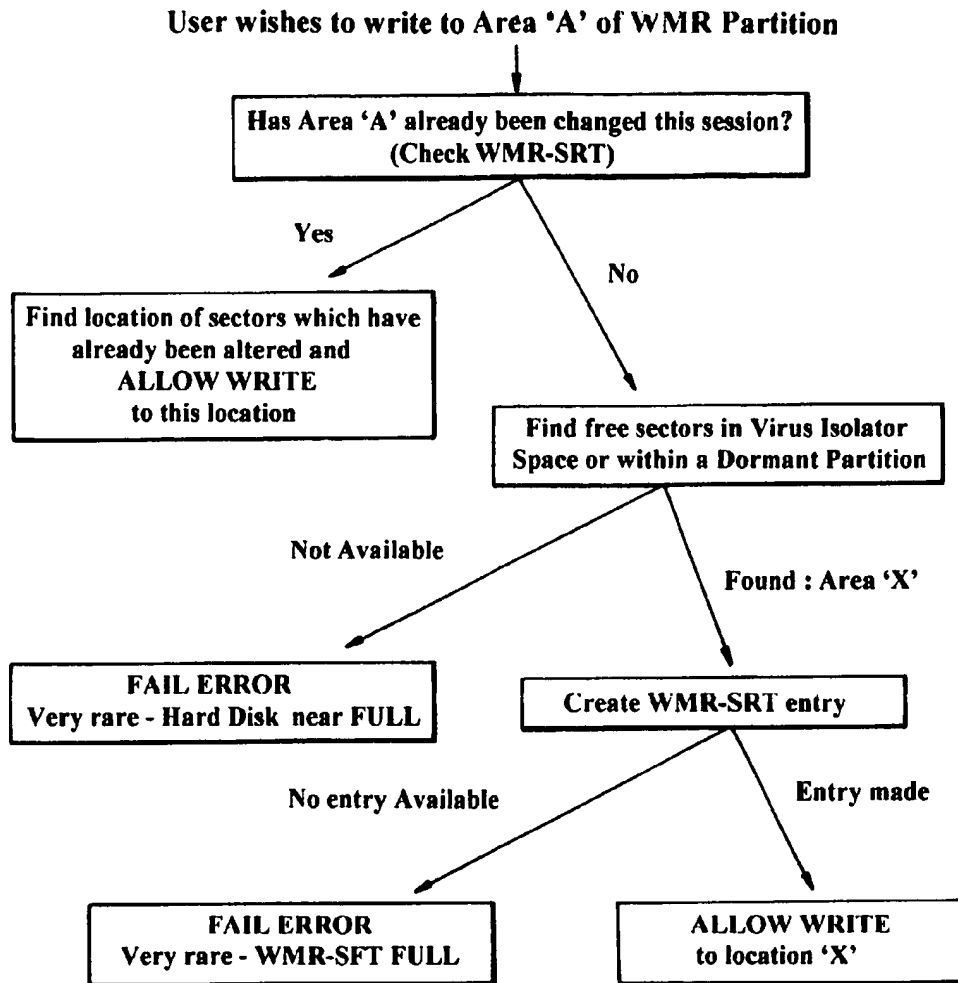 User wishes to write to Area ‘A’ of WMR Partition
Has Area ‘A’ already been changed this session?
(Check WMR-SRT)
Yes
No
Find location of sectors which have
already been altered and
ALLOW WRITE
to this location
Find free sectors in Virus Isolator
Space or within a Dormant Partition
Not Available
Found : Area ‘X’
FAIL ERROR
Very rare - Hard Disk near FULL
Create WMR-SRT entry
No entry Available
Entry made
FAIL ERROR
Very rare - WMR-SFT FULL
ALLOW WRITE
to location ‘X’